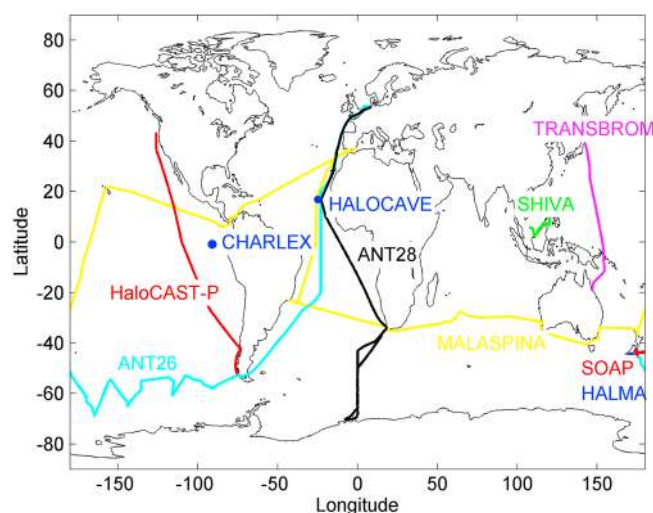 80
60
40
20
0
-20
-40
-60
-80
Latitude
TRANSBROM
SHIVA
HALOCAVE
CHARLEX
ANT28
HaloCAST-P
MALASPINA
ANT26
SOAP
HALMA
-150 -100 -50 0 50 100 150
Longitude